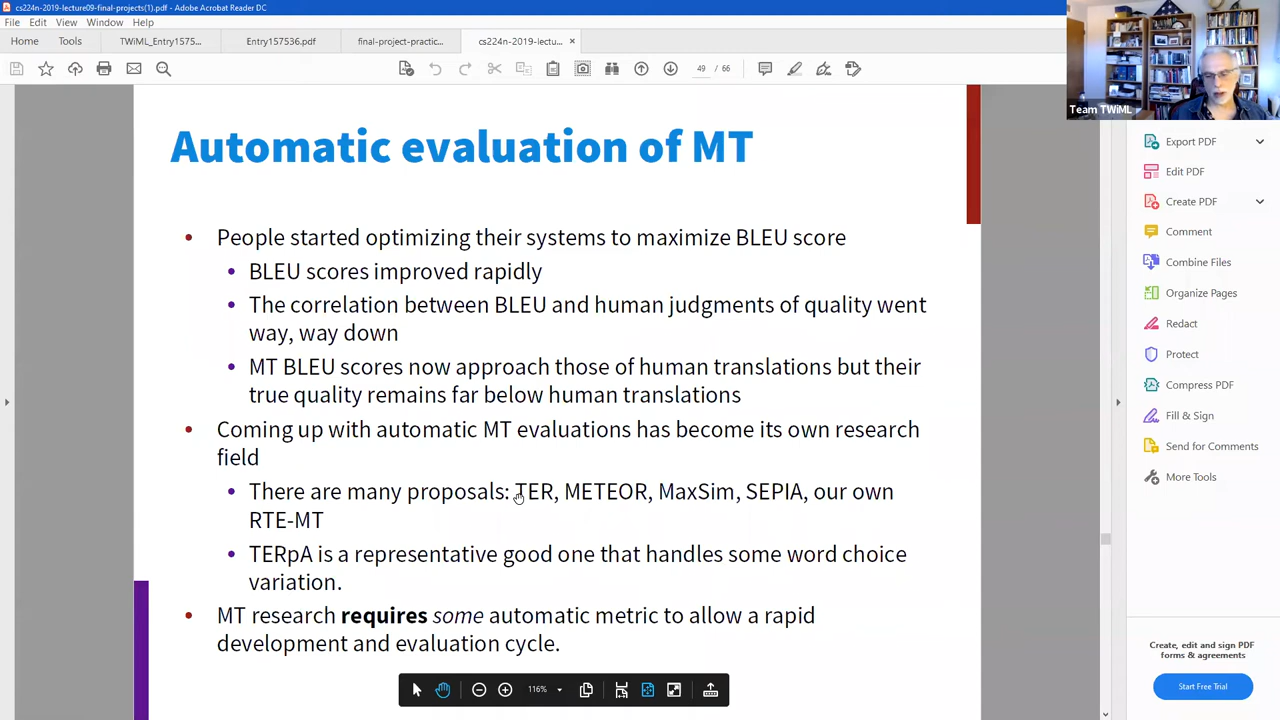 cs224n-2019-lecture09-final-projects(1).pdf - Adobe Acrobat Reader DC
File Edit View Window Help
Home Tools TWiML_Entry1575... Entry157536.pdf final-project-practic... cs224n-2019-lectu... ×
49 / 66
Team TWiML
Automatic evaluation of MT
• People started optimizing their systems to maximize BLEU score
• BLEU scores improved rapidly
• The correlation between BLEU and human judgments of quality went
way, way down
• MT BLEU scores now approach those of human translations but their
true quality remains far below human translations
• Coming up with automatic MT evaluations has become its own research
field
• There are many proposals: TER, METEOR, MaxSim, SEPIA, our own
RTE-MT
• TERpA is a representative good one that handles some word choice
variation.
• MT research requires some automatic metric to allow a rapid
development and evaluation cycle.
116%
Export PDF
Edit PDF
Create PDF
Comment
Combine Files
Organize Pages
Redact
Protect
Compress PDF
Fill & Sign
Send for Comments
More Tools
Create, edit and sign PDF
forms & agreements
Start Free Trial